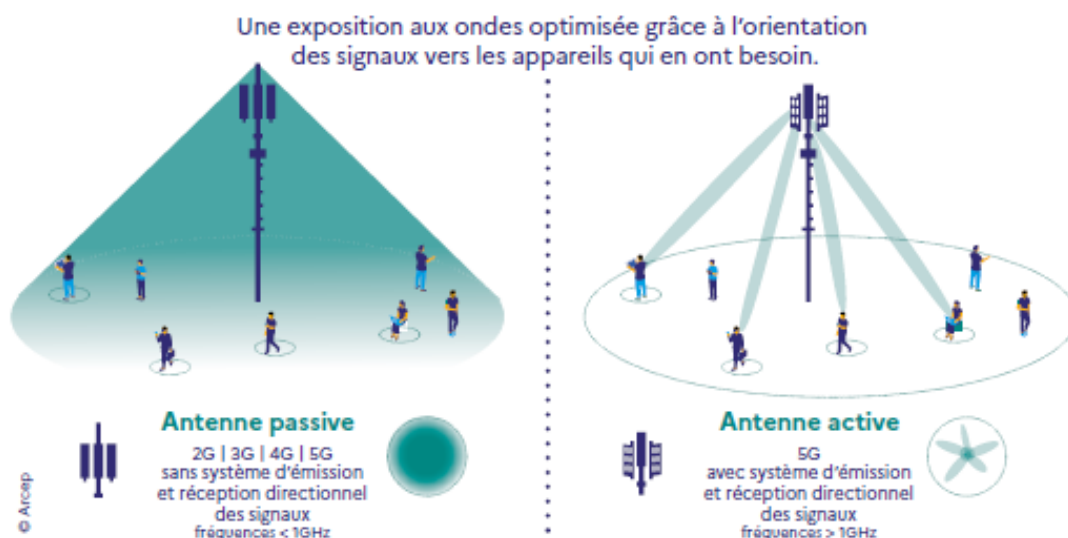 Une exposition aux ondes optimisée grâce à l'orientation
des signaux vers les appareils qui en ont besoin.
Antenne passive
2G | 3G | 4G | 5G
sans système d'émission
et réception directionnel
des signaux
fréquences < 1GHz
Antenne active
5G
avec système d'émission
et réception directionnel
des signaux
fréquences > 1GHz
© Arcep